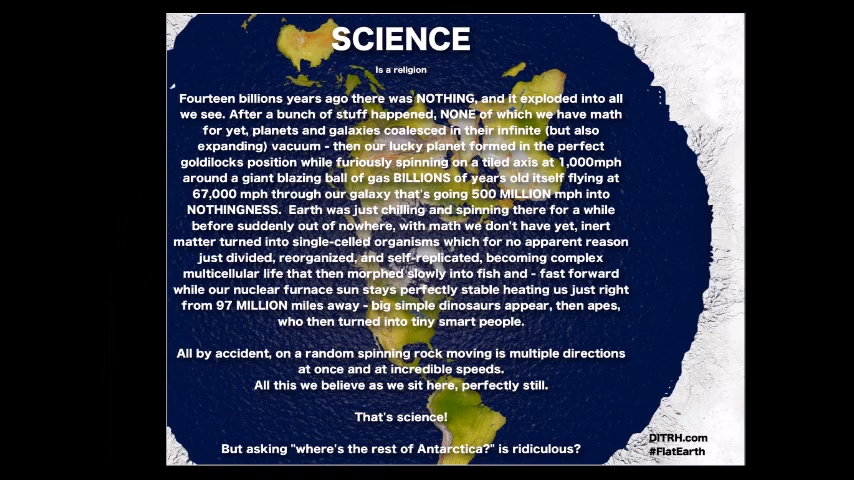 SCIENCE
Is a religion
Fourteen billions years ago there was NOTHING, and it exploded into all
we see. After a bunch of stuff happened, NONE of which we have math
for yet, planets and galaxies coalesced in their infinite (but also
expanding) vacuum - then our lucky planet formed in the perfect
goldilocks position while furiously spinning on a tiled axis at 1,000mph
around a giant blazing ball of gas BILLIONS of years old itself flying at
67,000 mph through our galaxy that's going 500 MILLION mph into
NOTHINGNESS. Earth was just chilling and spinning there for a while
before suddenly out of nowhere, with math we don't have yet, inert
matter turned into single-celled organisms which for no apparent reason
just divided, reorganized, and self-replicated, becoming complex
multicellular life that then morphed slowly into fish and - fast forward
while our nuclear furnace sun stays perfectly stable heating us just right
from 97 MILLION miles away - big simple dinosaurs appear, then apes,
who then turned into tiny smart people.
All by accident, on a random spinning rock moving is multiple directions
at once and at incredible speeds.
All this we believe as we sit here, perfectly still.
That's science!
But asking "where's the rest of Antarctica?" is ridiculous?
DITRH.com
#FlatEarth